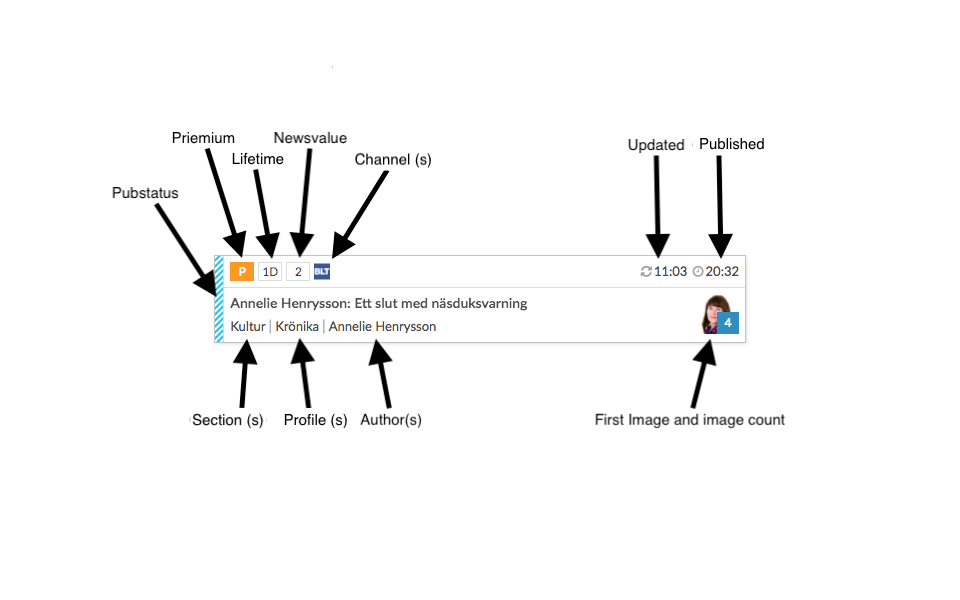 Priemium
Newsvalue
Lifetime
Channel (s)
Updated
Published
Pubstatus
P 1D 2 BLT 11:03 20:32
Annelie Henrysson: Ett slut med näsduksvarning
Kultur | Krönika | Annelie Henrysson
4
Section (s)
Profile (s)
Author(s)
First Image and image count